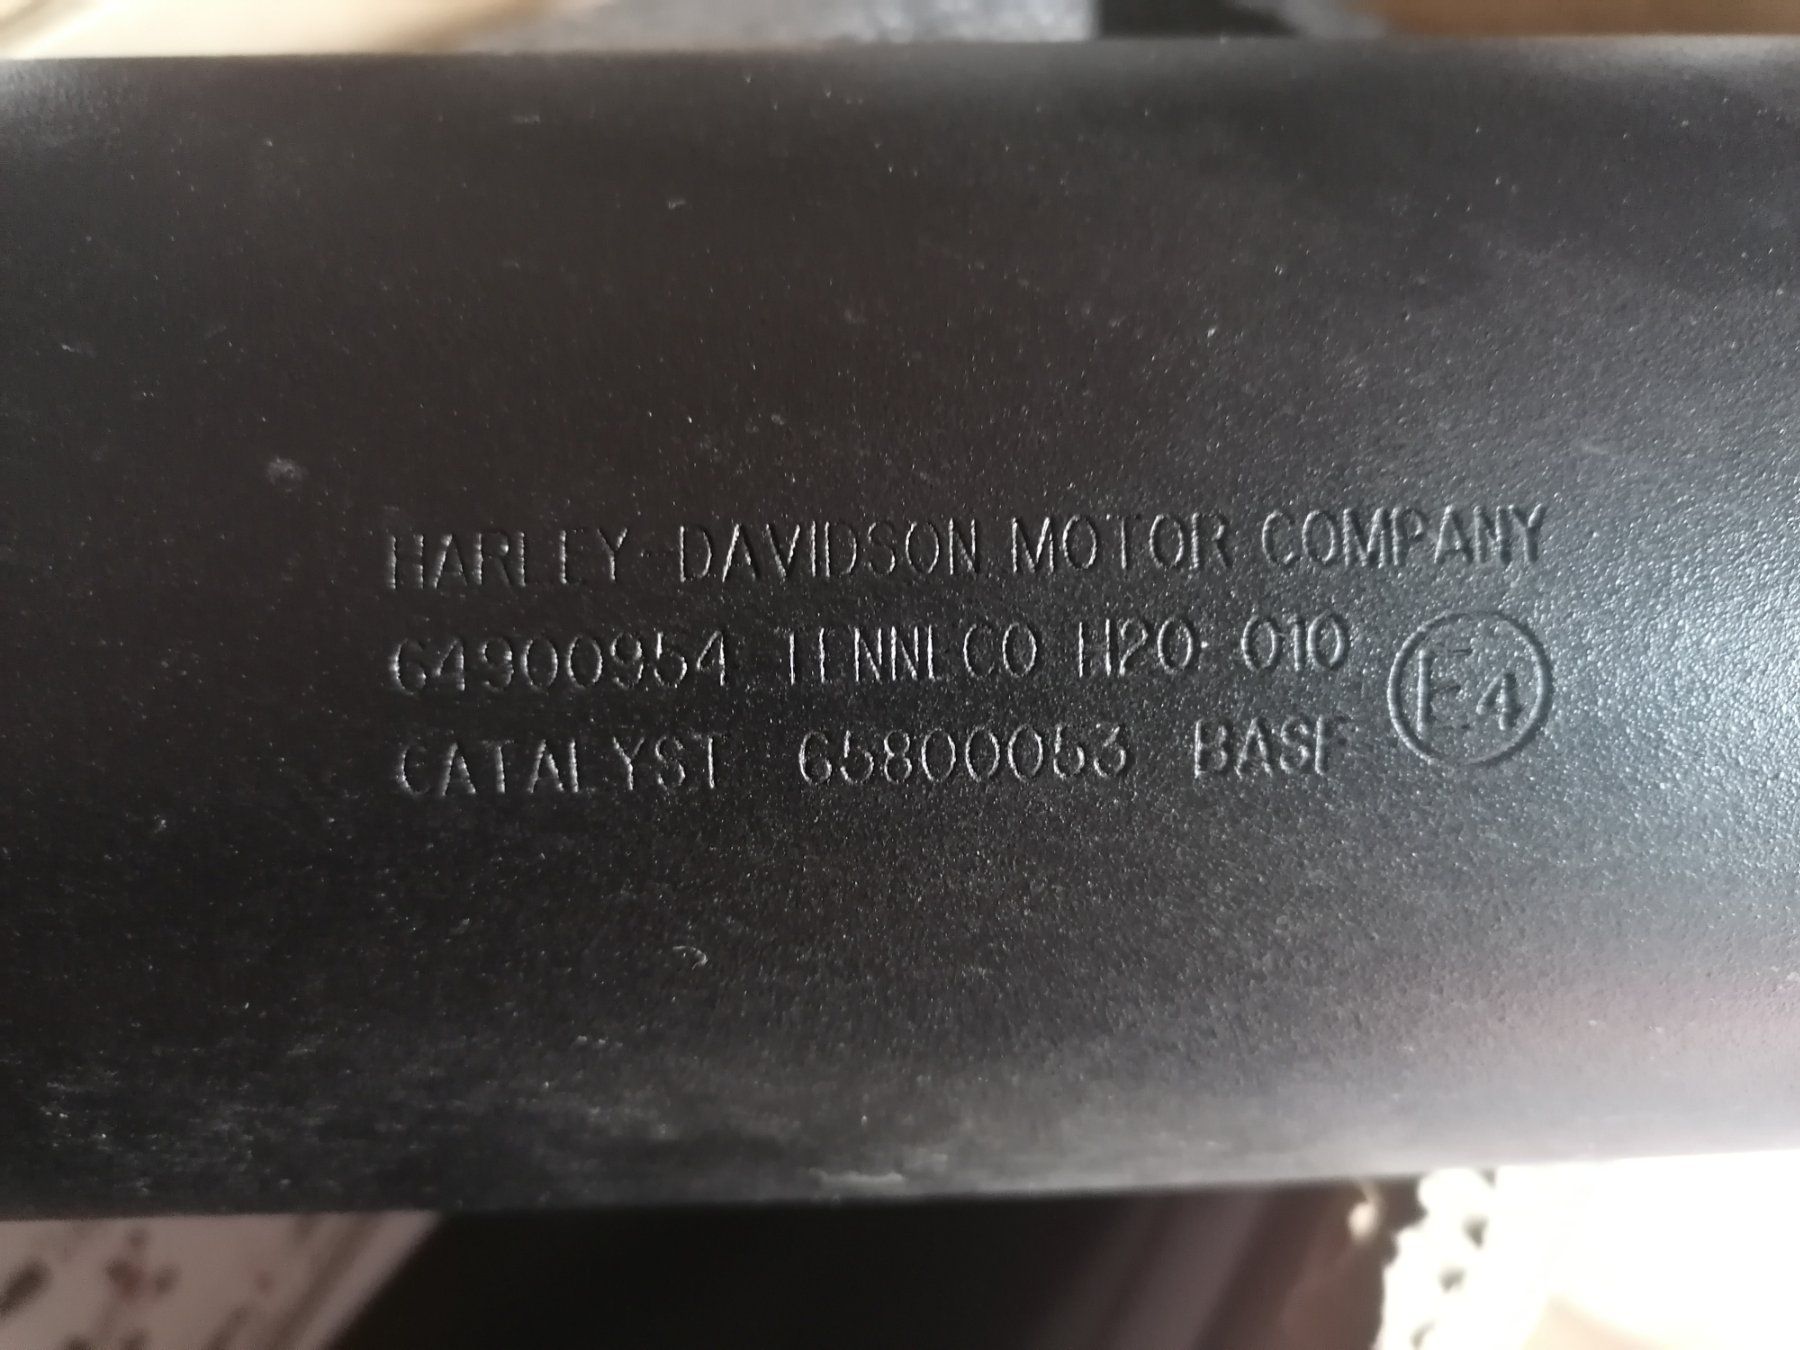 HARLEY-DAVIDSON MOTOR COMPANY
64900954 TENNECO H20 010
CATALYST 65800053 BASF
E4